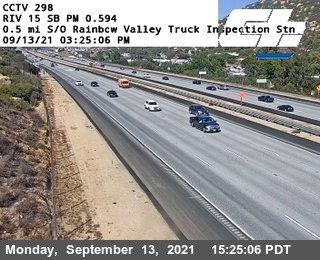 CCTV 298
RIV 15 SB PM 0.594
0.5 mi S/O Rainbcw Valley Truck Inspection Stn
09/13/21 03:25:06 PM
Monday, September 13, 2021 15:25:06 PDT